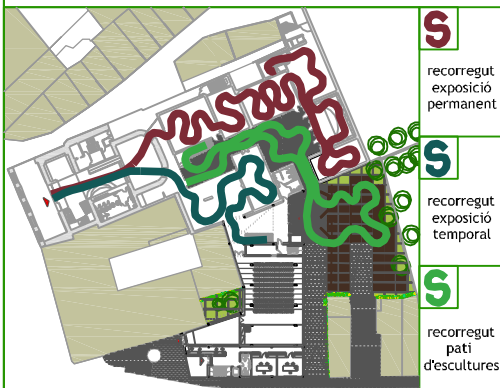 S
recorregut
exposició
permanent
S
recorregut
exposició
temporal
S
recorregut
pati
d'escultures